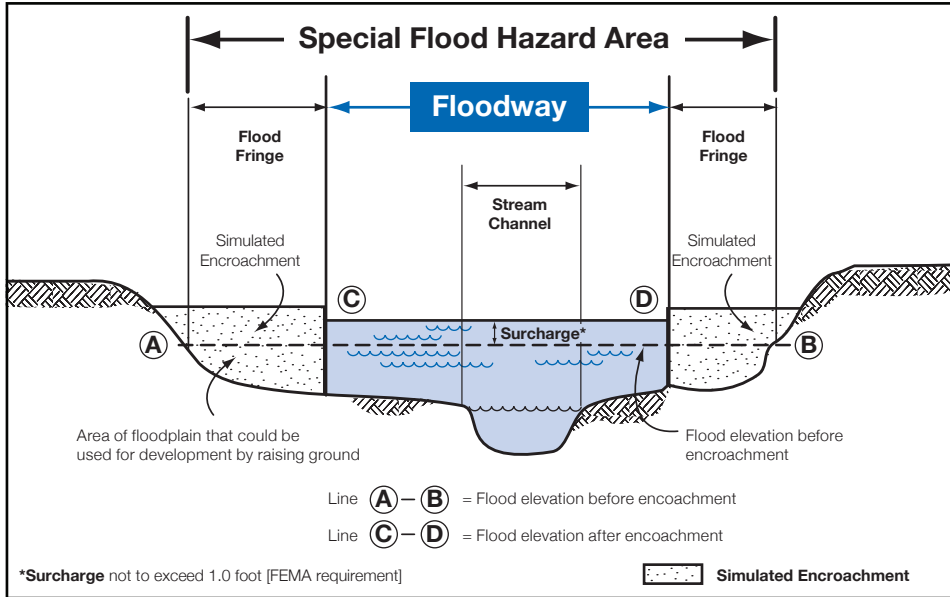 Special Flood Hazard Area
Floodway
Flood
Fringe
Flood
Fringe
Stream
Channel
Simulated
Encroachment
Simulated
Encroachment
C
D
Surcharge*
A
B
Area of floodplain that could be
used for development by raising ground
Flood elevation before
encroachment
Line A – B = Flood elevation before encoachment
Line C – D = Flood elevation after encoachment
*Surcharge not to exceed 1.0 foot [FEMA requirement]
Simulated Encroachment